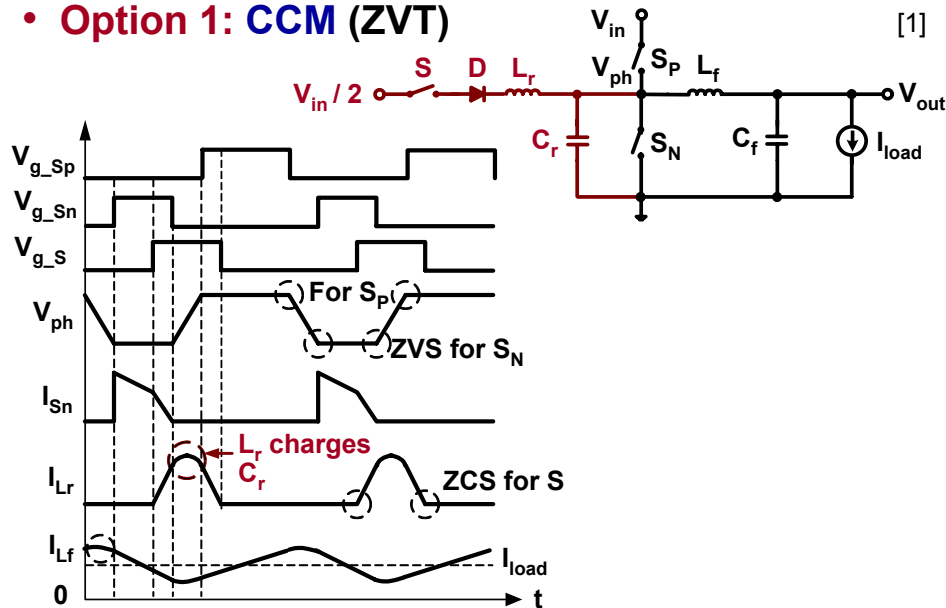 • Option 1: CCM (ZVT)
[1]
V_in
S_P
V_ph
L_f
V_out
S
D
L_r
V_in / 2
C_r
S_N
C_f
I_load
V_g_Sp
V_g_Sn
V_g_S
V_ph
For S_P
ZVS for S_N
I_Sn
L_r charges
C_r
I_Lr
ZCS for S
I_Lf
I_load
0
t